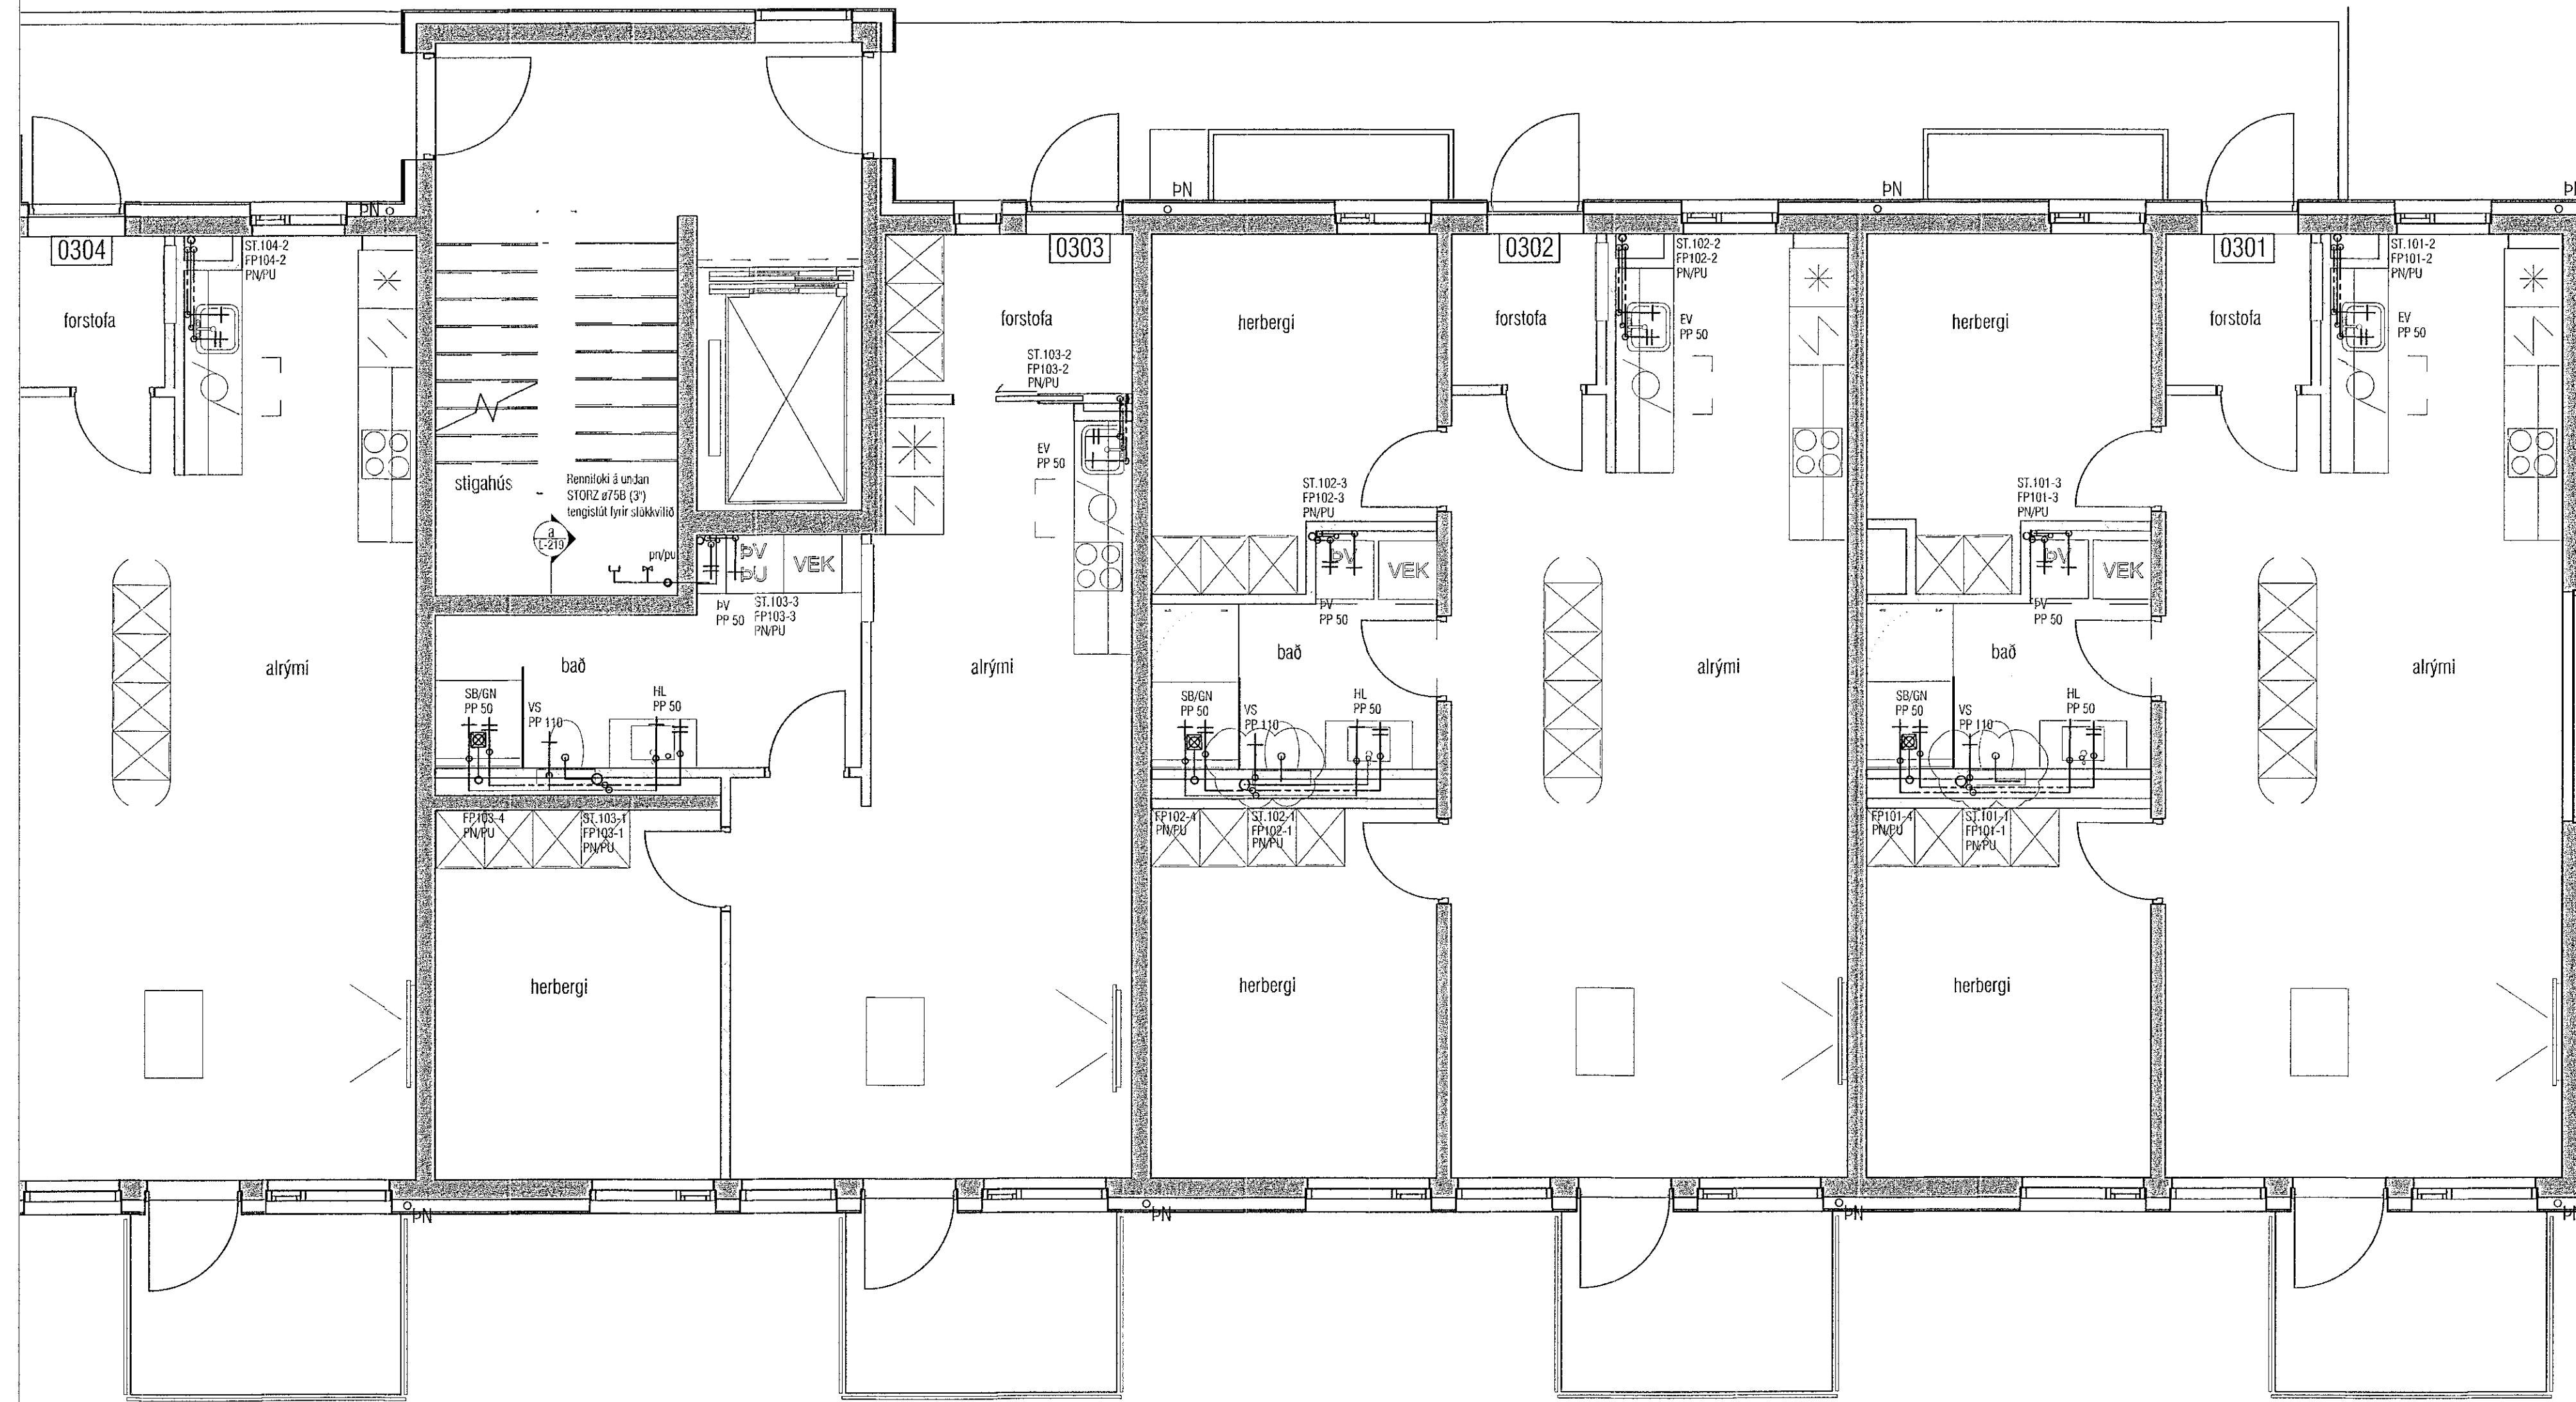 ÞN
ÞN
ÞN
0304
ST.104-2
FP104-2
PN/PU
forstofa
alrými
stigahús
Renniloki á undan
STORZ ø75B (3")
tengistút fyrir slökkvilið
a
L-219
pn/pu
ÞV
ÞU
VEK
ÞV
PP 50
ST.103-3
FP103-3
PN/PU
bað
SB/GN
PP 50
VS
PP 110
HL
PP 50
FP103-4
PN/PU
ST.103-1
FP103-1
PN/PU
herbergi
0303
forstofa
ST.103-2
FP103-2
PN/PU
EV
PP 50
alrými
herbergi
ST.102-3
FP102-3
PN/PU
ÞV
VEK
ÞV
PP 50
bað
SB/GN
PP 50
VS
PP 110
HL
PP 50
FP102-4
PN/PU
ST.102-1
FP102-1
PN/PU
herbergi
0302
forstofa
ST.102-2
FP102-2
PN/PU
EV
PP 50
alrými
herbergi
ST.101-3
FP101-3
PN/PU
ÞV
VEK
ÞV
PP 50
bað
SB/GN
PP 50
VS
PP 110
HL
PP 50
FP101-4
PN/PU
ST.101-1
FP101-1
PN/PU
herbergi
0301
forstofa
ST.101-2
FP101-2
PN/PU
EV
PP 50
alrými
ÞN
ÞN
ÞN